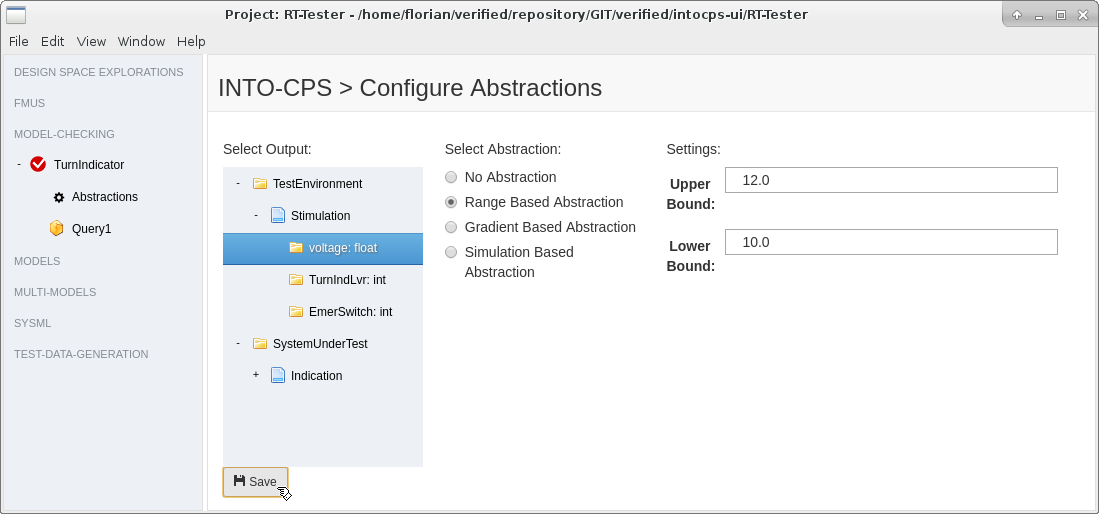 Project: RT-Tester - /home/florian/verified/repository/GIT/verified/intocps-ui/RT-Tester
File Edit View Window Help
DESIGN SPACE EXPLORATIONS
FMUS
MODEL-CHECKING
- TurnIndicator
Abstractions
Query1
MODELS
MULTI-MODELS
SYSML
TEST-DATA-GENERATION
INTO-CPS > Configure Abstractions
Select Output:
- TestEnvironment
- Stimulation
voltage: float
TurnIndLvr: int
EmerSwitch: int
- SystemUnderTest
+ Indication
Save
Select Abstraction:
No Abstraction
Range Based Abstraction
Gradient Based Abstraction
Simulation Based
Abstraction
Settings:
Upper
Bound:
12.0
Lower
Bound:
10.0